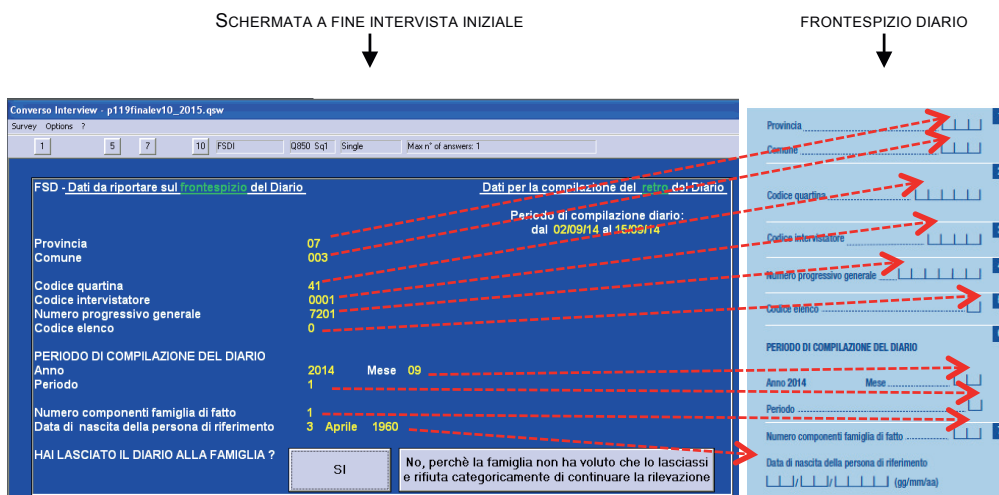 SCHERMATA A FINE INTERVISTA INIZIALE
FRONTESPIZIO DIARIO
Converso Interview - p119finalev10_2015.qsw
Survey Options ?
1 5 7 10 FSDI Q850 Sq1 Single Max n° of answers: 1
FSD - Dati da riportare sul frontespizio del Diario
Dati per la compilazione del retro del Diario
Periodo di compilazione diario:
dal 02/09/14 al 15/09/14
Provincia 07
Comune 003
Codice quartina 41
Codice intervistatore 0001
Numero progressivo generale 7201
Codice elenco 0
PERIODO DI COMPILAZIONE DEL DIARIO
Anno 2014 Mese 09
Periodo 1
Numero componenti famiglia di fatto 1
Data di nascita della persona di riferimento 3 Aprile 1960
HAI LASCIATO IL DIARIO ALLA FAMIGLIA ?
SI
No, perchè la famiglia non ha voluto che lo lasciassi
e rifiuta categoricamente di continuare la rilevazione
Provincia
Comune
Codice quartina
Codice intervistatore
Numero progressivo generale
Codice elenco
PERIODO DI COMPILAZIONE DEL DIARIO
Anno 2014 Mese
Periodo
Numero componenti famiglia di fatto
Data di nascita della persona di riferimento
(gg/mm/aa)